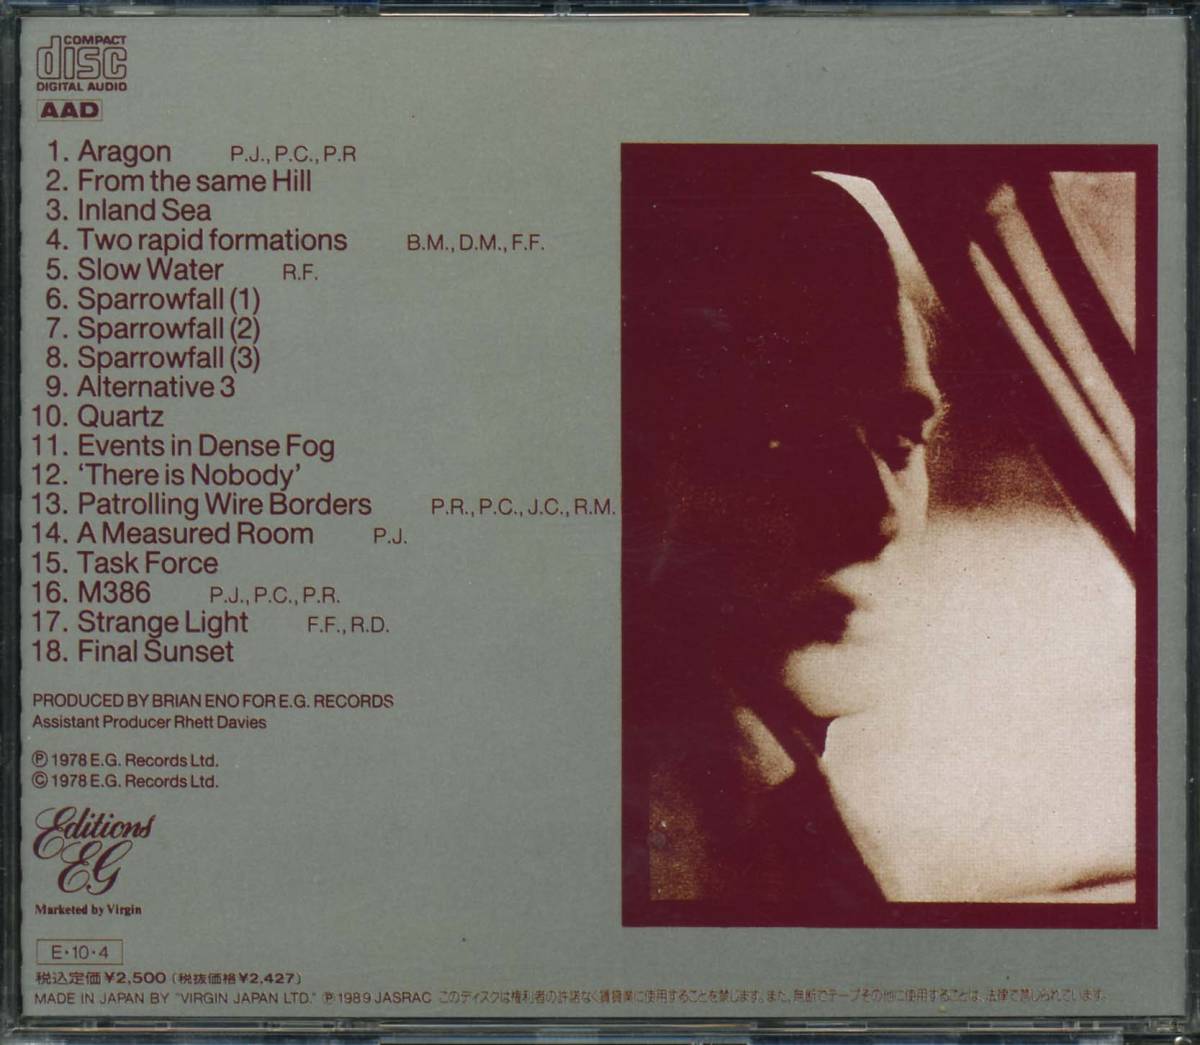 COMPACT
disc
DIGITAL AUDIO
AAD
1. Aragon P.J., P.C., P.R
2. From the same Hill
3. Inland Sea
4. Two rapid formations B.M., D.M., F.F.
5. Slow Water R.F.
6. Sparrowfall (1)
7. Sparrowfall (2)
8. Sparrowfall (3)
9. Alternative 3
10. Quartz
11. Events in Dense Fog
12. ‘There is Nobody’
13. Patrolling Wire Borders P.R., P.C., J.C., R.M.
14. A Measured Room P.J.
15. Task Force
16. M386 P.J., P.C., P.R.
17. Strange Light F.F., R.D.
18. Final Sunset
PRODUCED BY BRIAN ENO FOR E.G. RECORDS
Assistant Producer Rhett Davies
Ⓟ 1978 E.G. Records Ltd.
© 1978 E.G. Records Ltd.
Editions
EG
Marketed by Virgin
E·10·4
税込定価¥2,500 (税抜価格¥2,427)
MADE IN JAPAN BY "VIRGIN JAPAN LTD." Ⓟ 1989 JASRAC このディスクは権利者の許諾なく賃貸業に使用することを禁じます。また、無断でテープその他に使用することは、法律で禁じられています。